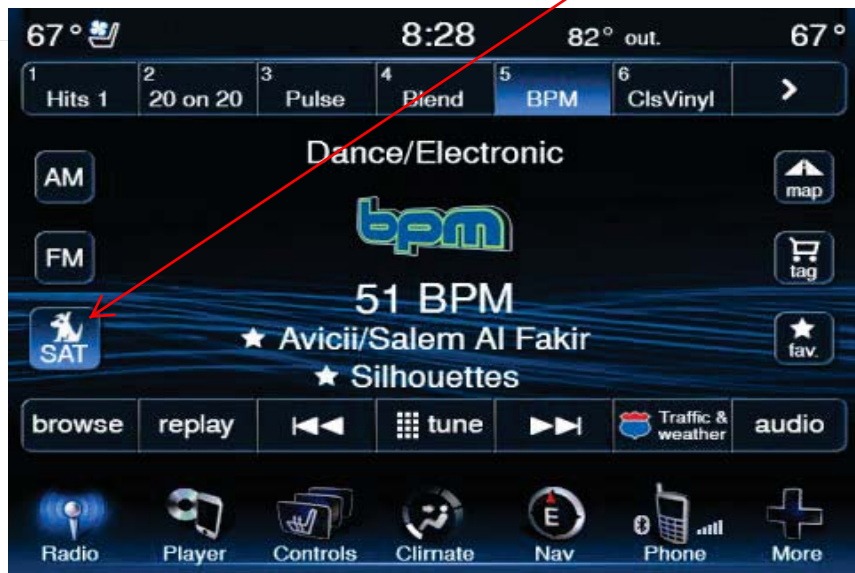 67° 8:28 82° out. 67°
1 Hits 1 2 20 on 20 3 Pulse 4 Blend 5 BPM 6 ClsVinyl >
Dance/Electronic
AM
map
bpm
FM
tag
51 BPM
SAT
★ Avicii/Salem Al Fakir
fav.
★ Silhouettes
browse replay tune Traffic & weather audio
E
Radio Player Controls Climate Nav Phone More